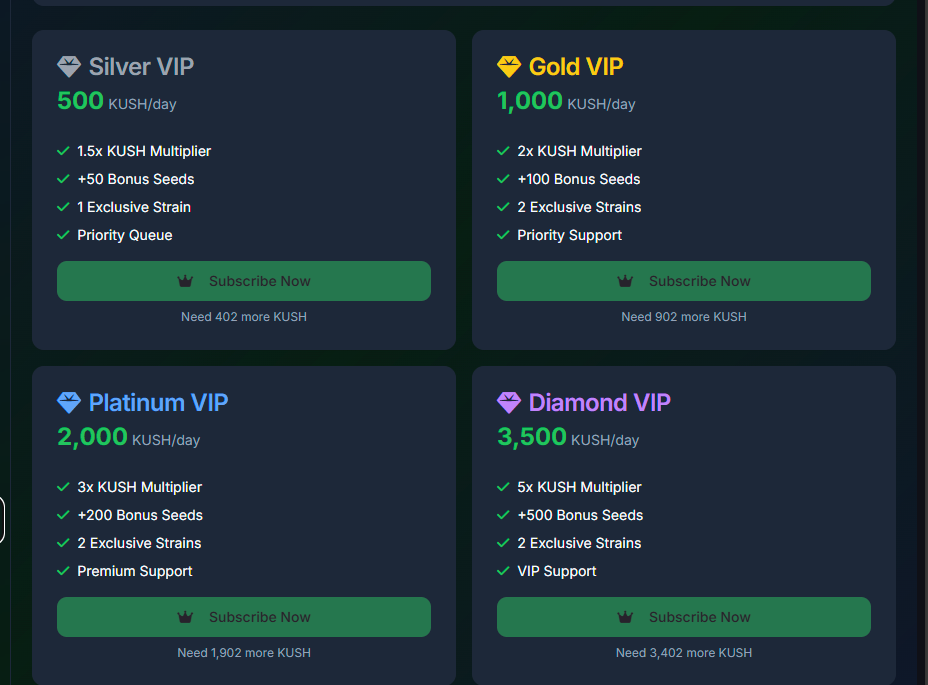 Silver VIP
500 KUSH/day
1.5x KUSH Multiplier
+50 Bonus Seeds
1 Exclusive Strain
Priority Queue
Subscribe Now
Need 402 more KUSH
Gold VIP
1,000 KUSH/day
2x KUSH Multiplier
+100 Bonus Seeds
2 Exclusive Strains
Priority Support
Subscribe Now
Need 902 more KUSH
Platinum VIP
2,000 KUSH/day
3x KUSH Multiplier
+200 Bonus Seeds
2 Exclusive Strains
Premium Support
Subscribe Now
Need 1,902 more KUSH
Diamond VIP
3,500 KUSH/day
5x KUSH Multiplier
+500 Bonus Seeds
2 Exclusive Strains
VIP Support
Subscribe Now
Need 3,402 more KUSH